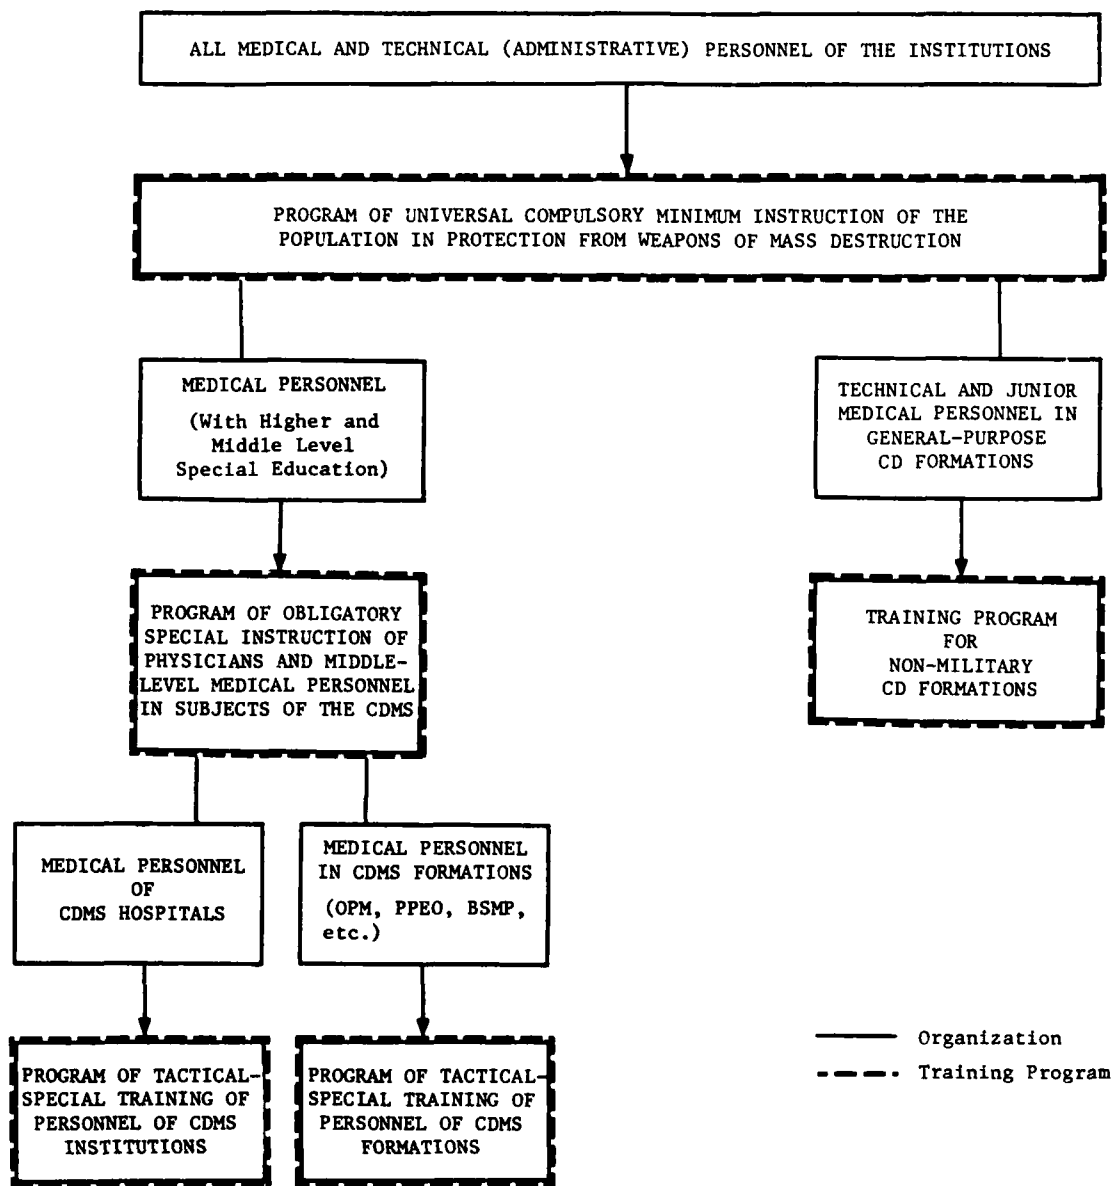 ALL MEDICAL AND TECHNICAL (ADMINISTRATIVE) PERSONNEL OF THE INSTITUTIONS
PROGRAM OF UNIVERSAL COMPULSORY MINIMUM INSTRUCTION OF THE
POPULATION IN PROTECTION FROM WEAPONS OF MASS DESTRUCTION
MEDICAL PERSONNEL
(With Higher and
Middle Level
Special Education)
TECHNICAL AND JUNIOR
MEDICAL PERSONNEL IN
GENERAL-PURPOSE
CD FORMATIONS
PROGRAM OF OBLIGATORY
SPECIAL INSTRUCTION OF
PHYSICIANS AND MIDDLE-
LEVEL MEDICAL PERSONNEL
IN SUBJECTS OF THE CDMS
TRAINING PROGRAM
FOR
NON-MILITARY
CD FORMATIONS
MEDICAL PERSONNEL
OF
CDMS HOSPITALS
MEDICAL PERSONNEL
IN CDMS FORMATIONS
(OPM, PPEO, BSMP,
etc.)
PROGRAM OF TACTICAL-
SPECIAL TRAINING OF
PERSONNEL OF CDMS
INSTITUTIONS
PROGRAM OF TACTICAL-
SPECIAL TRAINING OF
PERSONNEL OF CDMS
FORMATIONS
Organization
Training Program